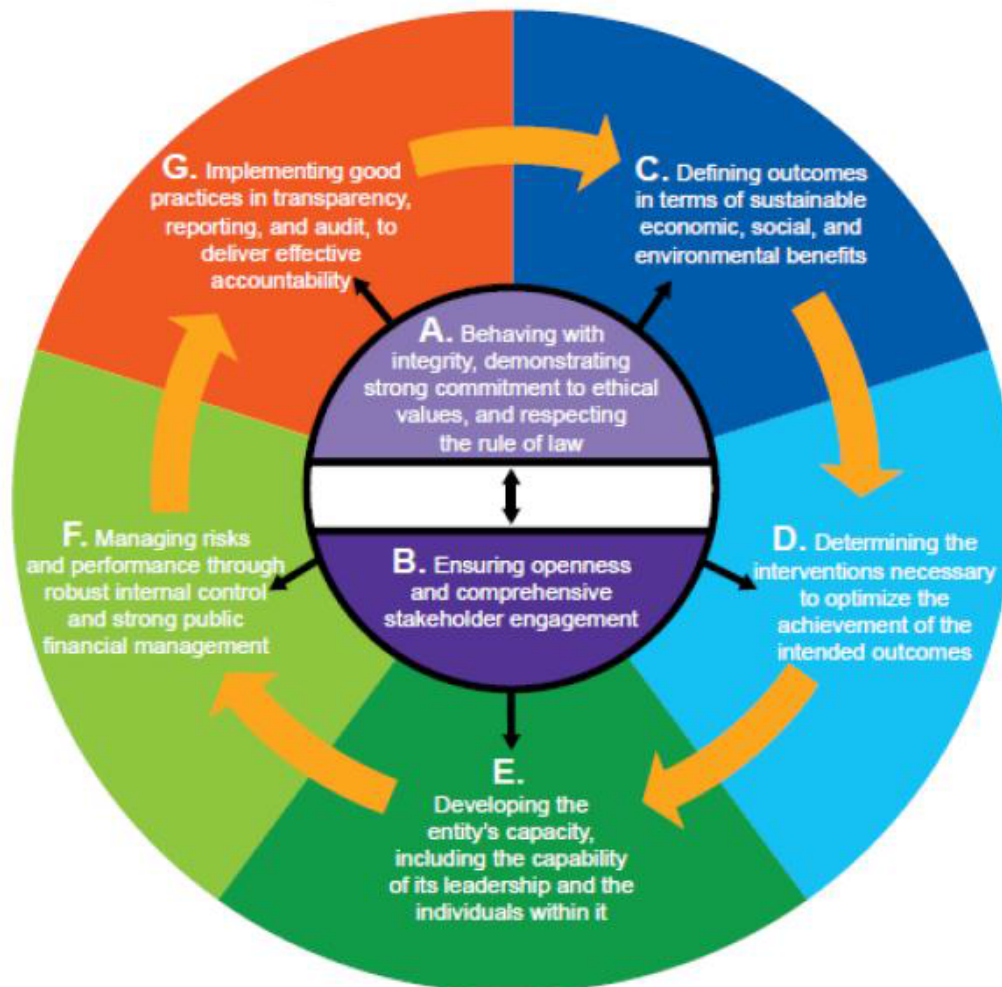 A. Behaving with
integrity, demonstrating
strong commitment to ethical
values, and respecting
the rule of law
B. Ensuring openness
and comprehensive
stakeholder engagement
C. Defining outcomes
in terms of sustainable
economic, social, and
environmental benefits
D. Determining the
interventions necessary
to optimize the
achievement of the
intended outcomes
E.
Developing the
entity's capacity,
including the capability
of its leadership and the
individuals within it
F. Managing risks
and performance through
robust internal control
and strong public
financial management
G. Implementing good
practices in transparency,
reporting, and audit, to
deliver effective
accountability